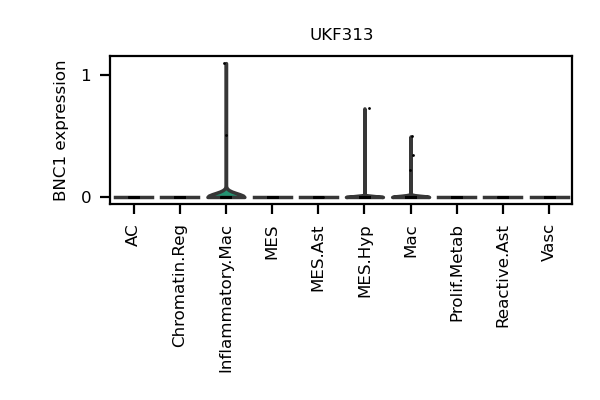 UKF313
BNC1 expression
1
0
AC
Chromatin.Reg
Inflammatory.Mac
MES
MES.Ast
MES.Hyp
Mac
Prolif.Metab
Reactive.Ast
Vasc